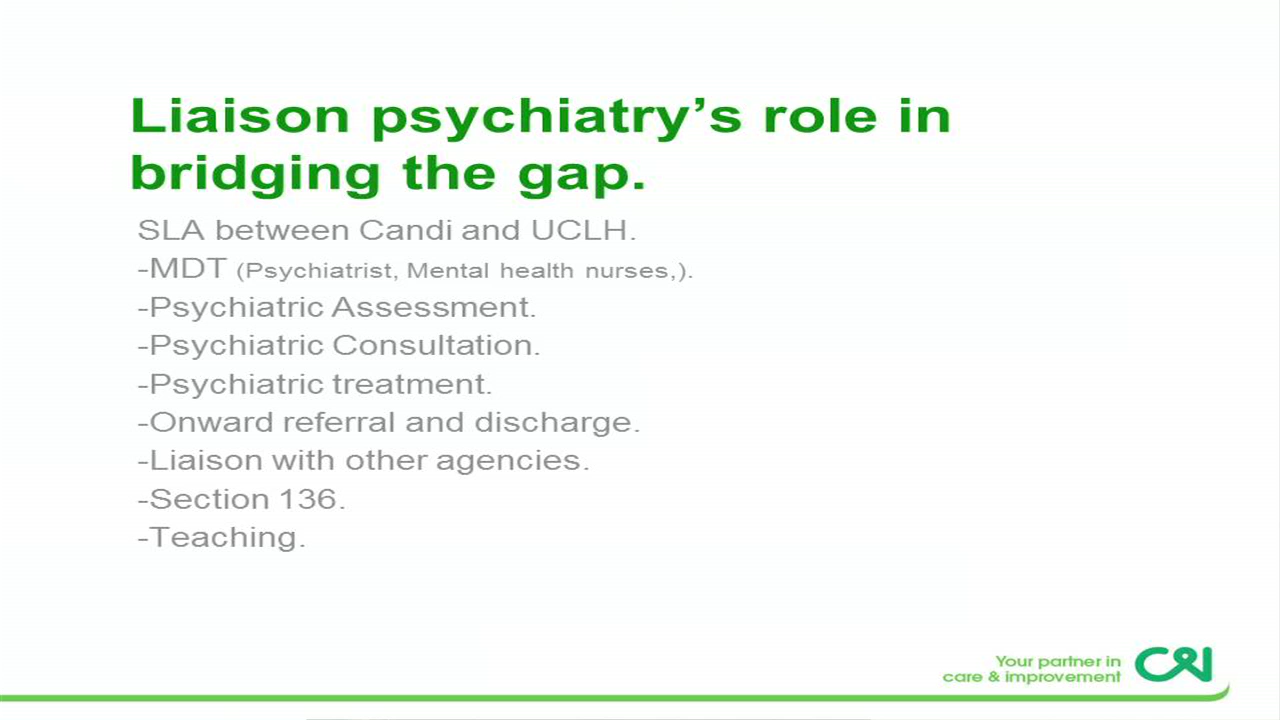 Liaison psychiatry’s role in
bridging the gap.
SLA between Candi and UCLH.
-MDT (Psychiatrist, Mental health nurses,).
-Psychiatric Assessment.
-Psychiatric Consultation.
-Psychiatric treatment.
-Onward referral and discharge.
-Liaison with other agencies.
-Section 136.
-Teaching.
Your partner in
care & improvement
C&I